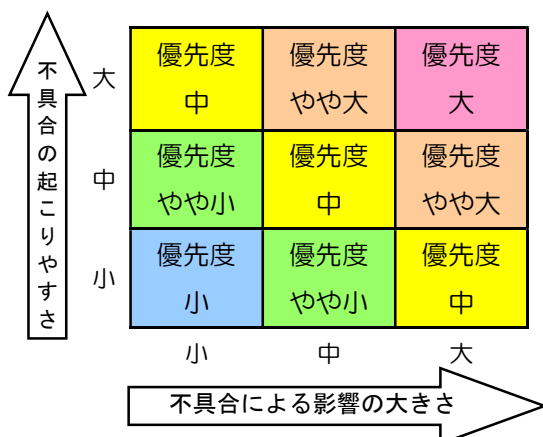 不具合の起こりやすさ
大
優先度
中
優先度
やや大
優先度
大
中
優先度
やや小
優先度
中
優先度
やや大
小
優先度
小
優先度
やや小
優先度
中
小
中
大
不具合による影響の大きさ